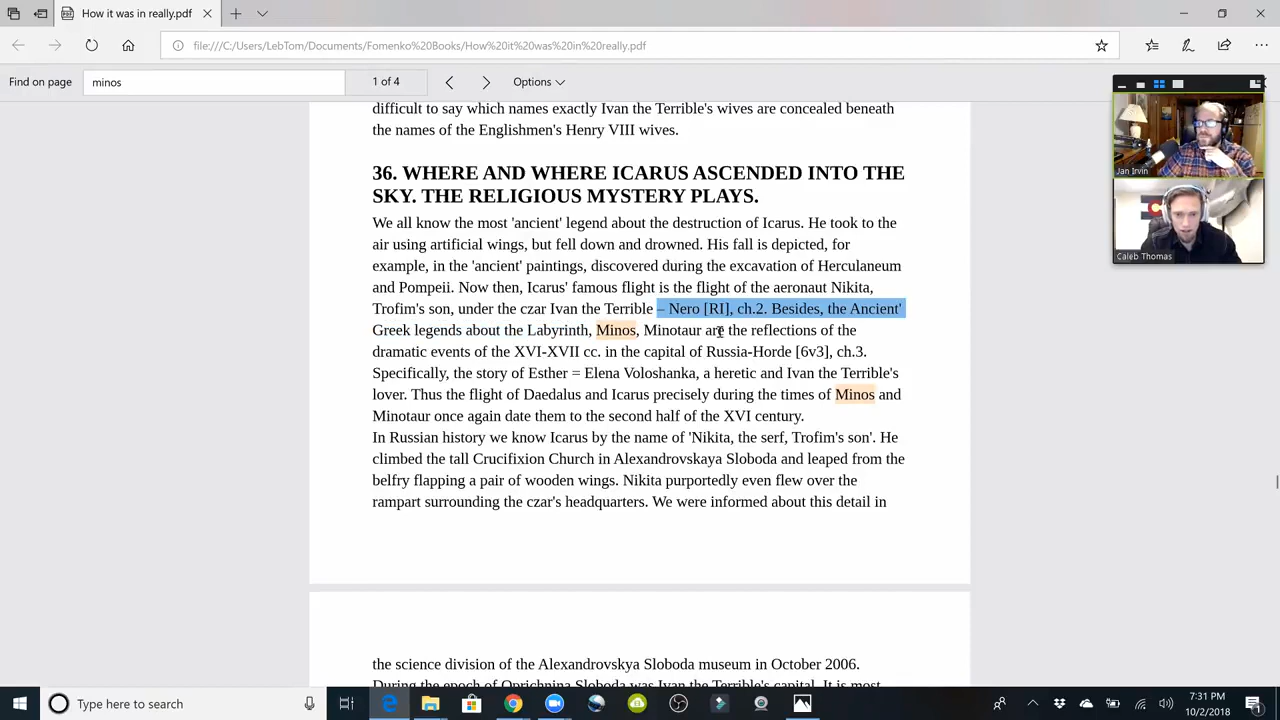 How it was in really.pdf
file:///C:/Users/LebTom/Documents/Fomenko%20Books/How%20it%20was%20in%20really.pdf
Find on page
minos
1 of 4
Options
difficult to say which names exactly Ivan the Terrible's wives are concealed beneath
the names of the Englishmen's Henry VIII wives.
36. WHERE AND WHERE ICARUS ASCENDED INTO THE
SKY. THE RELIGIOUS MYSTERY PLAYS.
We all know the most 'ancient' legend about the destruction of Icarus. He took to the
air using artificial wings, but fell down and drowned. His fall is depicted, for
example, in the 'ancient' paintings, discovered during the excavation of Herculaneum
and Pompeii. Now then, Icarus' famous flight is the flight of the aeronaut Nikita,
Trofim's son, under the czar Ivan the Terrible – Nero [RI], ch.2. Besides, the Ancient'
Greek legends about the Labyrinth, Minos, Minotaur are the reflections of the
dramatic events of the XVI-XVII cc. in the capital of Russia-Horde [6v3], ch.3.
Specifically, the story of Esther = Elena Voloshanka, a heretic and Ivan the Terrible's
lover. Thus the flight of Daedalus and Icarus precisely during the times of Minos and
Minotaur once again date them to the second half of the XVI century.
In Russian history we know Icarus by the name of 'Nikita, the serf, Trofim's son'. He
climbed the tall Crucifixion Church in Alexandrovskaya Sloboda and leaped from the
belfry flapping a pair of wooden wings. Nikita purportedly even flew over the
rampart surrounding the czar's headquarters. We were informed about this detail in
the science division of the Alexandrovskya Sloboda museum in October 2006.
During the epoch of Oprichnina Sloboda was Ivan the Terrible's capital. It is most
Jan Irvin
Caleb Thomas
Type here to search
7:31 PM
10/2/2018